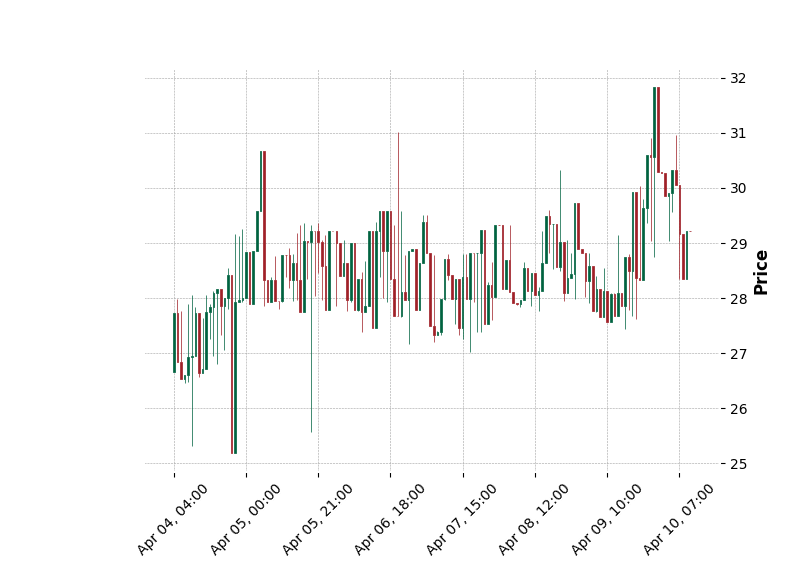 32
31
30
29
28
27
26
25
Price
Apr 04, 04:00
Apr 05, 00:00
Apr 05, 21:00
Apr 06, 18:00
Apr 07, 15:00
Apr 08, 12:00
Apr 09, 10:00
Apr 10, 07:00